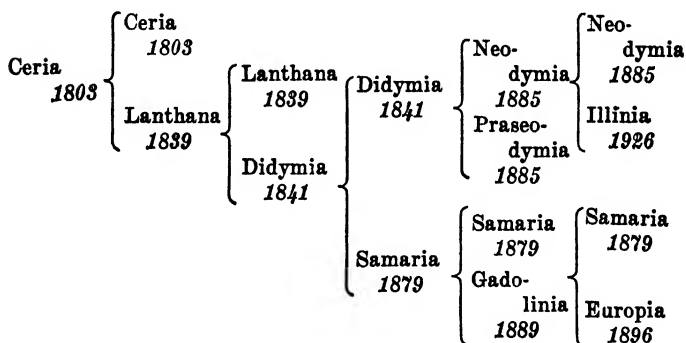 Ceria
1803
Ceria
1803
Lanthana
1839
Lanthana
1839
Didymia
1841
Didymia
1841
Samaria
1879
Neo-
dymia
1885
Praseo-
dymia
1885
Samaria
1879
Gado-
linia
1889
Neo-
dymia
1885
Illinia
1926
Samaria
1879
Europia
1896